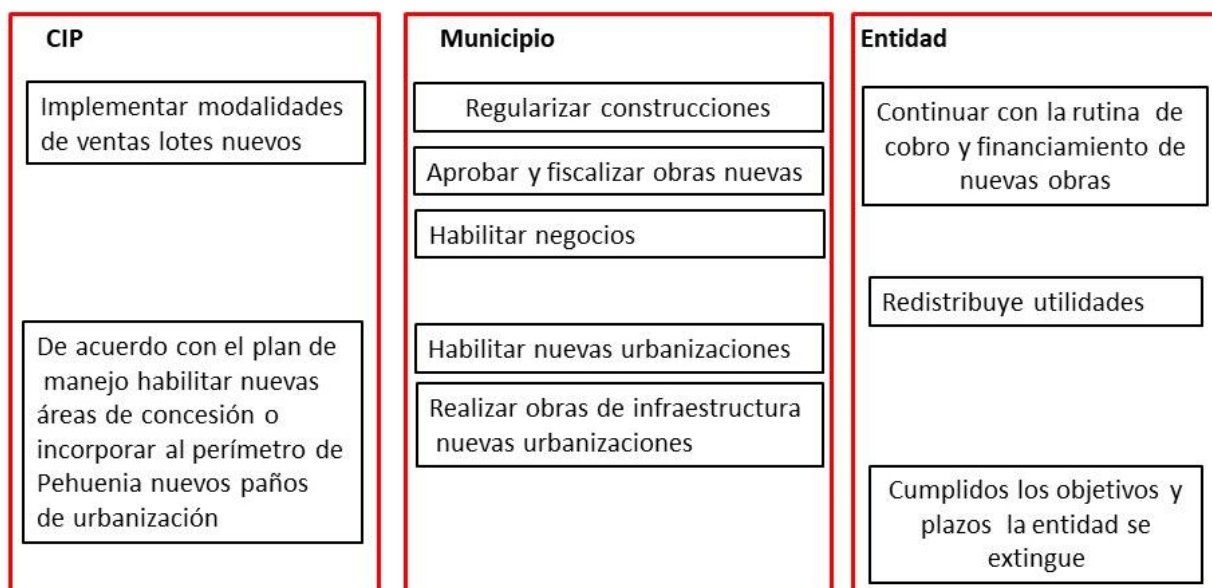 CIP
Implementar modalidades
de ventas lotes nuevos
De acuerdo con el plan de
manejo habilitar nuevas
áreas de concesión o
incorporar al perímetro de
Pehuenia nuevos paños
de urbanización
Municipio
Regularizar construcciones
Aprobar y fiscalizar obras nuevas
Habilitar negocios
Habilitar nuevas urbanizaciones
Realizar obras de infraestructura
nuevas urbanizaciones
Entidad
Continuar con la rutina de
cobro y financiamiento de
nuevas obras
Redistribuye utilidades
Cumplidos los objetivos y
plazos la entidad se
extingue